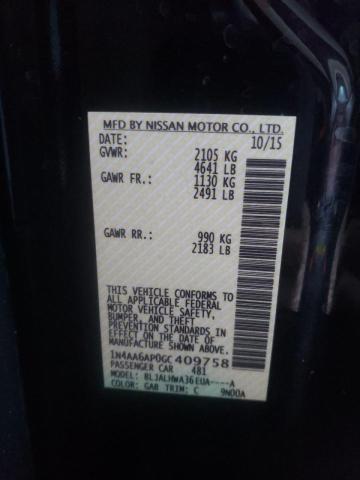 MFD BY NISSAN MOTOR CO., LTD.
DATE: 10/15
GVWR: 2105 KG
4641 LB
GAWR FR.: 1130 KG
2491 LB
GAWR RR.: 990 KG
2183 LB
THIS VEHICLE CONFORMS TO
ALL APPLICABLE FEDERAL
MOTOR VEHICLE SAFETY,
BUMPER, AND THEFT
PREVENTION STANDARDS IN
EFFECT ON THE DATE OF
MANUFACTURE SHOWN ABOVE.
1N4AA6AP0GC409758
PASSENGER CAR 481
MODEL: BLJALHWA36EUA----A
COLOR: GAB TRIM: C 9N00A